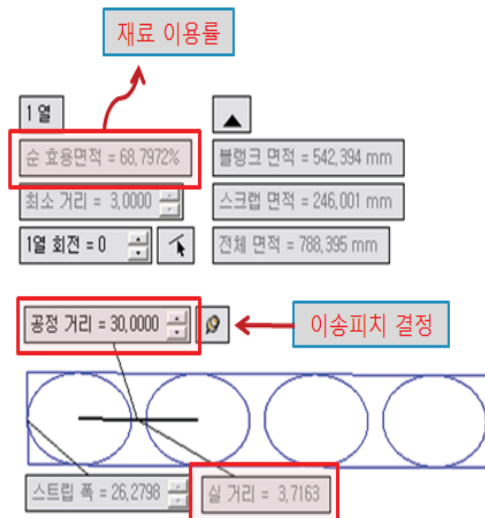 재료 이용률
1 열
순 효용면적 = 68,7972%
블랭크 면적 = 542,394 mm
최소 거리 = 3,0000
스크랩 면적 = 246,001 mm
1열 회전 = 0
전체 면적 = 788,395 mm
공정 거리 = 30,0000
이송피치 결정
스트립 폭 = 26,2798
실 거리 = 3,7163